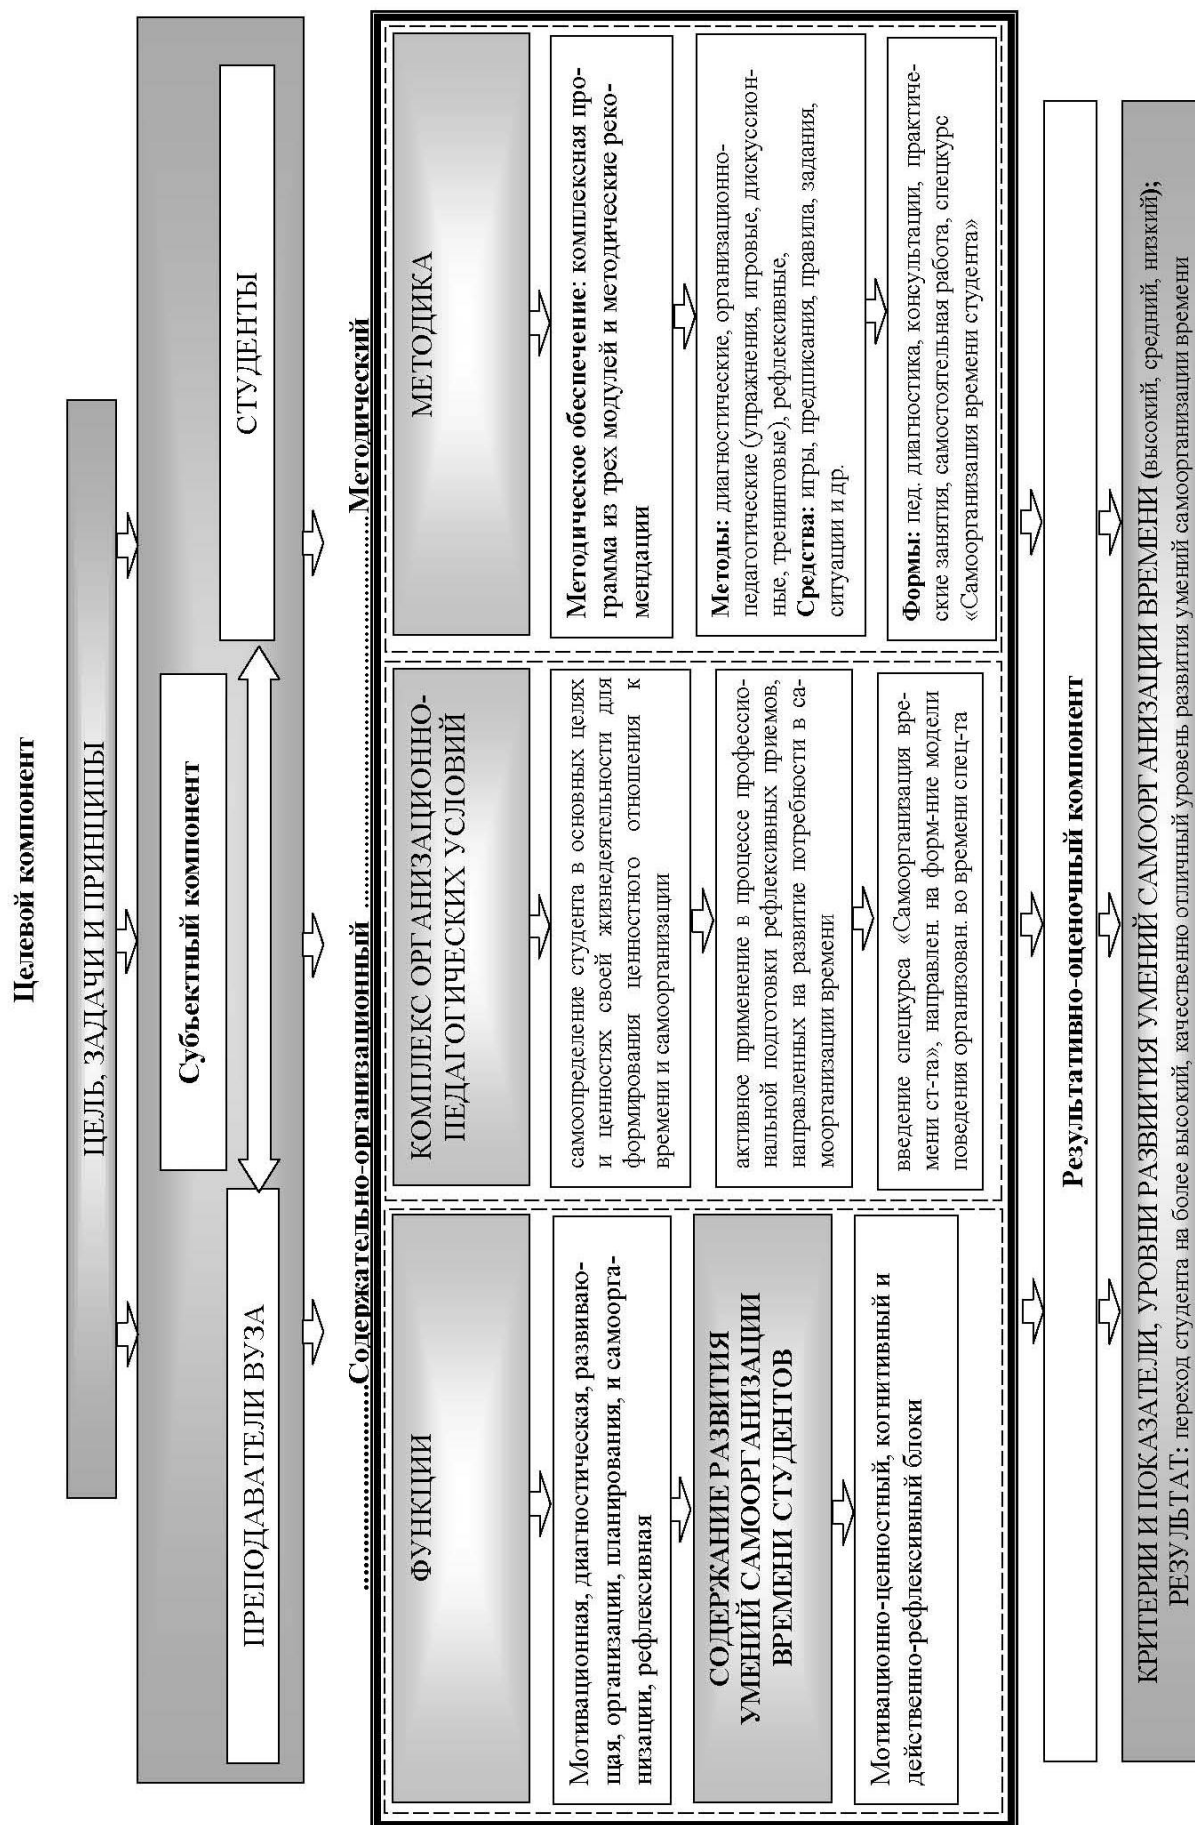 Целевой компонент
ЦЕЛЬ, ЗАДАЧИ И ПРИНЦИПЫ
Субъектный компонент
ПРЕПОДАВАТЕЛИ ВУЗА
СТУДЕНТЫ
Содержательно-организационный
Методический
ФУНКЦИИ
Мотивационная, диагностическая, развиваю-
щая, организации, планирования, и самоорга-
низации, рефлексивная
СОДЕРЖАНИЕ РАЗВИТИЯ
УМЕНИЙ САМООРГАНИЗАЦИИ
ВРЕМЕНИ СТУДЕНТОВ
Мотивационно-ценностный, когнитивный и
действенно-рефлексивный блоки
КОМПЛЕКС ОРГАНИЗАЦИОННО-
ПЕДАГОГИЧЕСКИХ УСЛОВИЙ
самоопределение студента в основных целях
и ценностях своей жизнедеятельности для
формирования ценностного отношения к
времени и самоорганизации
активное применение в процессе профессио-
нальной подготовки рефлексивных приемов,
направленных на развитие потребности в са-
моорганизации времени
введение спецкурса «Самоорганизация вре-
мени ст-та», направлен. на форм-ние модели
поведения организован. во времени спец-та
МЕТОДИКА
Методическое обеспечение: комплексная про-
грамма из трех модулей и методические реко-
мендации
Методы: диагностические, организационно-
педагогические (упражнения, игровые, дискуссион-
ные, тренинговые), рефлексивные,
Средства: игры, предписания, правила, задания,
ситуации и др.
Формы: пед. диагностика, консультации, практиче-
ские занятия, самостоятельная работа, спецкурс
«Самоорганизация времени студента»
Результативно-оценочный компонент
КРИТЕРИИ И ПОКАЗАТЕЛИ, УРОВНИ РАЗВИТИЯ УМЕНИЙ САМООРГАНИЗАЦИИ ВРЕМЕНИ (высокий, средний, низкий);
РЕЗУЛЬТАТ: переход студента на более высокий, качественно отличный уровень развития умений самоорганизации времени